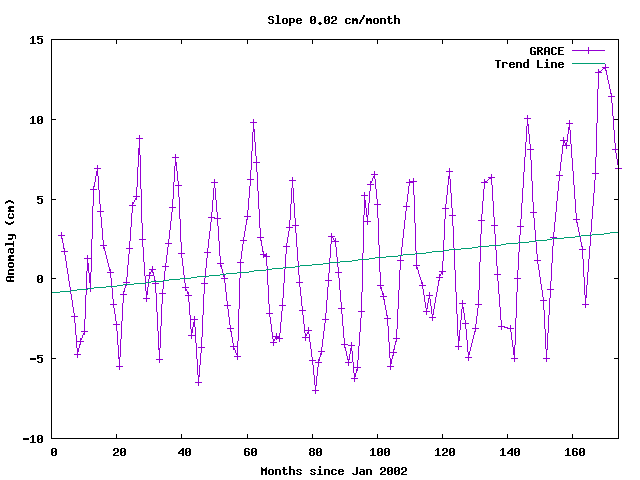 Slope 0.02 cm/month
15
10
5
0
-5
-10
Anomaly (cm)
GRACE
Trend Line
0 20 40 60 80 100 120 140 160
Months since Jan 2002